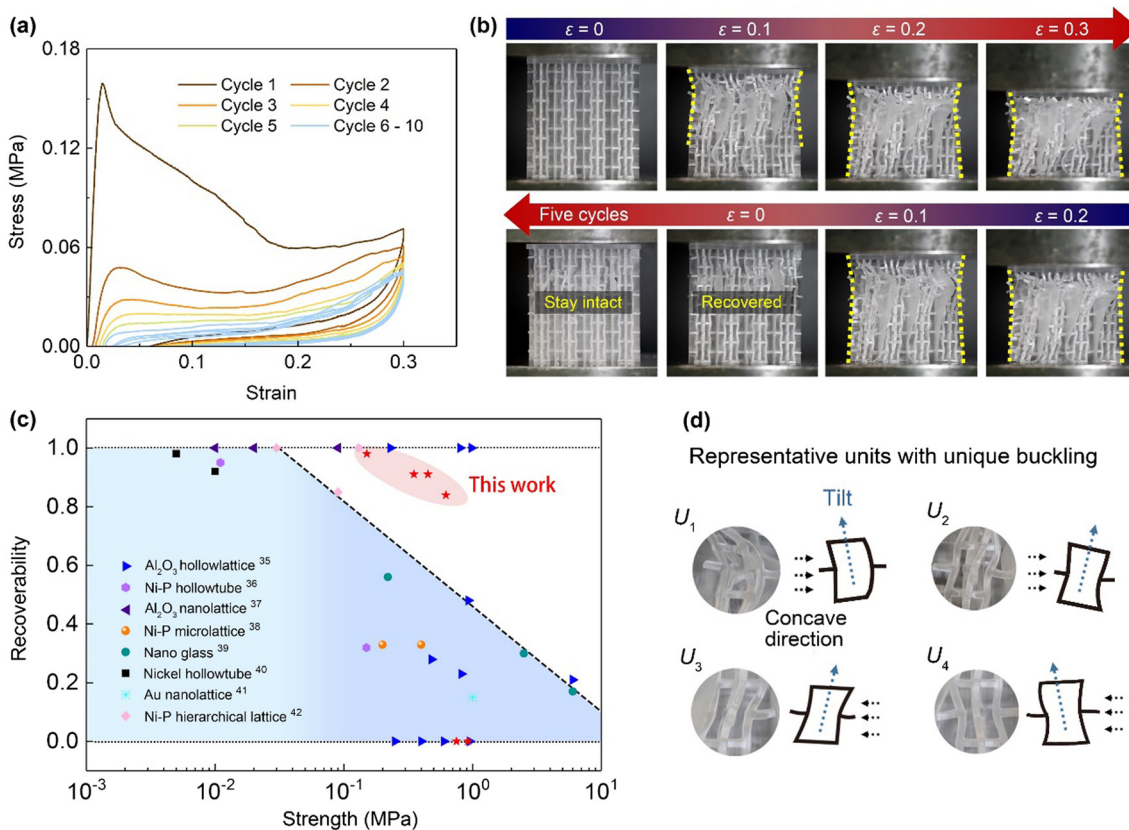 (a)
0.18
0.12
0.06
0.00
Stress (MPa)
Cycle 1
Cycle 2
Cycle 3
Cycle 4
Cycle 5
Cycle 6 - 10
0.0
0.1
0.2
0.3
Strain
(b)
ε = 0
ε = 0.1
ε = 0.2
ε = 0.3
Five cycles
ε = 0
ε = 0.1
ε = 0.2
Stay intact
Recovered
(c)
1.0
0.8
0.6
0.4
0.2
0.0
Recoverability
This work
Al₂O₃ hollowlattice ³⁵
Ni-P hollowtube ³⁶
Al₂O₃ nanolattice ³⁷
Ni-P microlattice ³⁸
Nano glass ³⁹
Nickel hollowtube ⁴⁰
Au nanolattice ⁴¹
Ni-P hierarchical lattice ⁴²
10⁻³
10⁻²
10⁻¹
10⁰
10¹
Strength (MPa)
(d)
Representative units with unique buckling
U₁
Tilt
U₂
Concave
direction
U₃
U₄